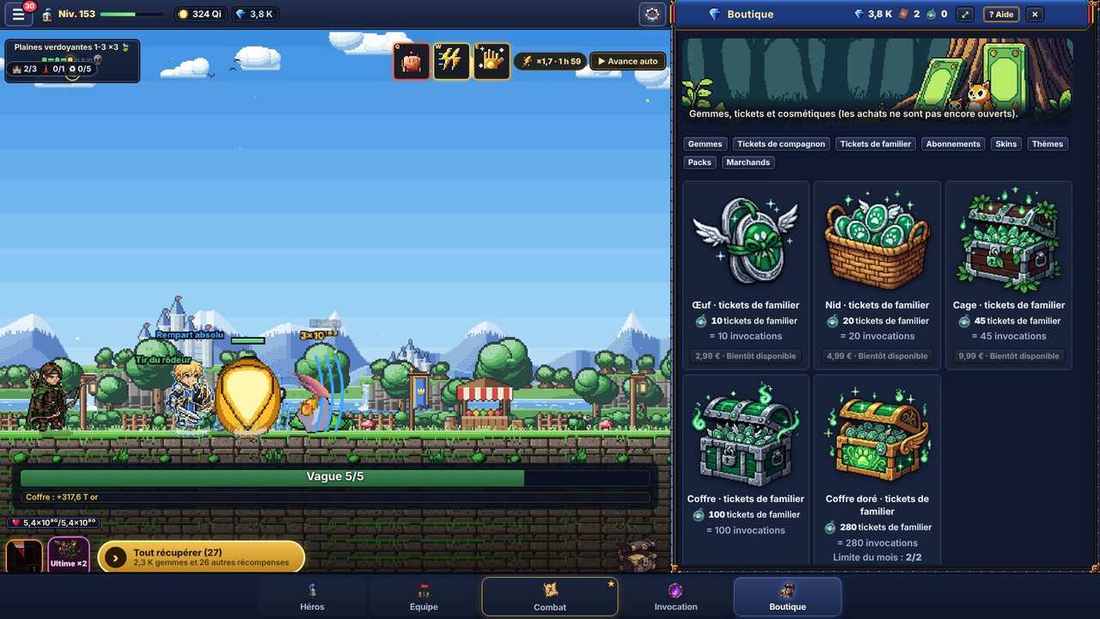 30
Niv. 153
324 Qi
3,8 K
Plaines verdoyantes 1-3 ×3
2/3 0/1 0/5
Q
W
E
×1,7 · 1 h 59
▶ Avance auto
Rempart absolu
Tir du rôdeur
Vague 5/5
Coffre : +317,6 T or
5,4×10⁸⁰/5,4×10⁸⁰
Ultime ×2
Tout récupérer (27)
2,3 K gemmes et 26 autres récompenses
Boutique
3,8 K
2
0
? Aide
×
Gemmes, tickets et cosmétiques (les achats ne sont pas encore ouverts).
Gemmes
Tickets de compagnon
Tickets de familier
Abonnements
Skins
Thèmes
Packs
Marchands
Œuf · tickets de familier
10 tickets de familier
= 10 invocations
2,99 € · Bientôt disponible
Nid · tickets de familier
20 tickets de familier
= 20 invocations
4,99 € · Bientôt disponible
Cage · tickets de familier
45 tickets de familier
= 45 invocations
9,99 € · Bientôt disponible
Coffre · tickets de familier
100 tickets de familier
= 100 invocations
Coffre doré · tickets de
familier
280 tickets de familier
= 280 invocations
Limite du mois : 2/2
Héros
Équipe
Combat
Invocation
Boutique